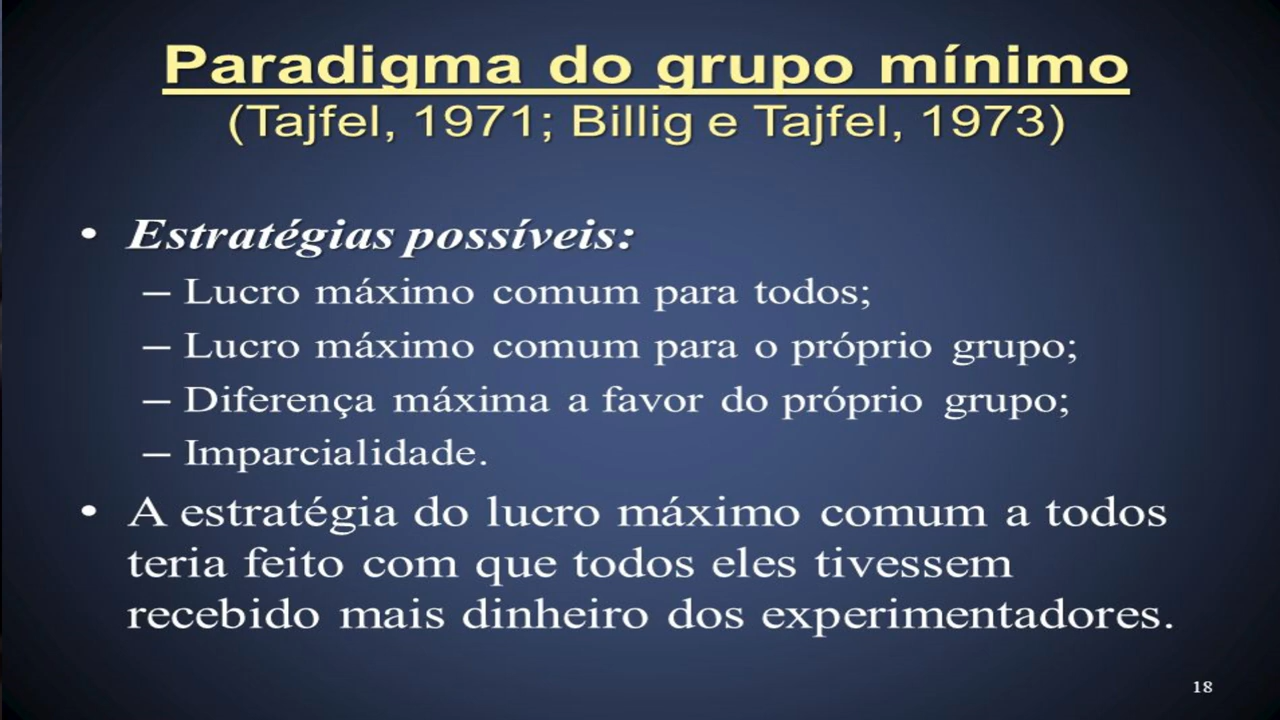 Paradigma do grupo mínimo
(Tajfel, 1971; Billig e Tajfel, 1973)
• Estratégias possíveis:
– Lucro máximo comum para todos;
– Lucro máximo comum para o próprio grupo;
– Diferença máxima a favor do próprio grupo;
– Imparcialidade.
• A estratégia do lucro máximo comum a todos
teria feito com que todos eles tivessem
recebido mais dinheiro dos experimentadores.
18